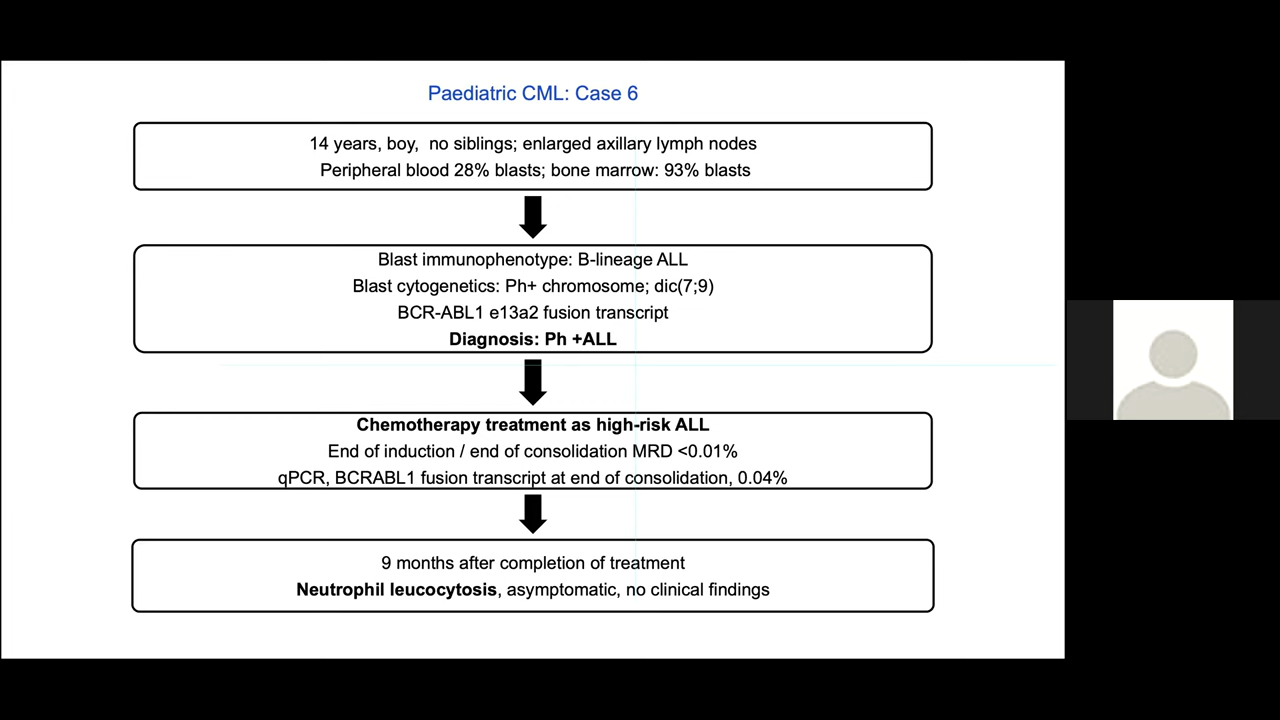 Paediatric CML: Case 6
14 years, boy, no siblings; enlarged axillary lymph nodes
Peripheral blood 28% blasts; bone marrow: 93% blasts
Blast immunophenotype: B-lineage ALL
Blast cytogenetics: Ph+ chromosome; dic(7;9)
BCR-ABL1 e13a2 fusion transcript
Diagnosis: Ph +ALL
Chemotherapy treatment as high-risk ALL
End of induction / end of consolidation MRD <0.01%
qPCR, BCRABL1 fusion transcript at end of consolidation, 0.04%
9 months after completion of treatment
Neutrophil leucocytosis, asymptomatic, no clinical findings